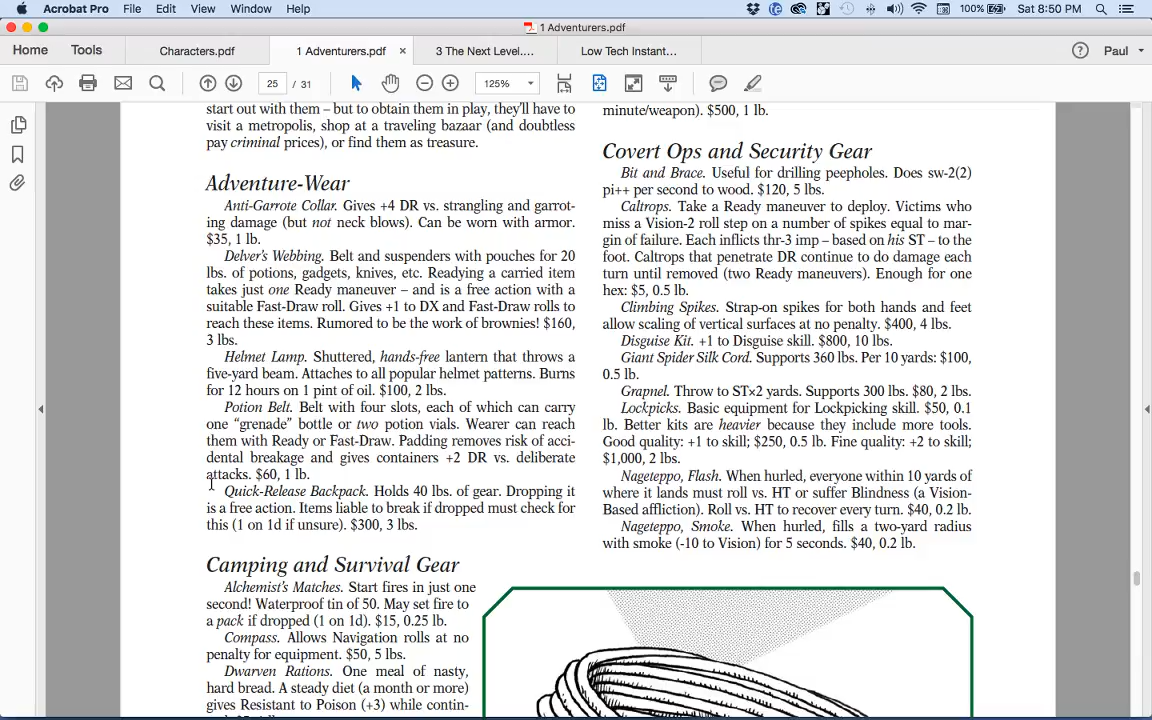 Acrobat Pro File Edit View Window Help 100% Sat 8:50 PM
1 Adventurers.pdf
Home Tools Characters.pdf 1 Adventurers.pdf × 3 The Next Level.... Low Tech Instant... Paul
25 / 31 125%
start out with them – but to obtain them in play, they'll have to
visit a metropolis, shop at a traveling bazaar (and doubtless
pay criminal prices), or find them as treasure.
Adventure-Wear
Anti-Garrote Collar. Gives +4 DR vs. strangling and garrot-
ing damage (but not neck blows). Can be worn with armor.
$35, 1 lb.
Delver's Webbing. Belt and suspenders with pouches for 20
lbs. of potions, gadgets, knives, etc. Readying a carried item
takes just one Ready maneuver – and is a free action with a
suitable Fast-Draw roll. Gives +1 to DX and Fast-Draw rolls to
reach these items. Rumored to be the work of brownies! $160,
3 lbs.
Helmet Lamp. Shuttered, hands-free lantern that throws a
five-yard beam. Attaches to all popular helmet patterns. Burns
for 12 hours on 1 pint of oil. $100, 2 lbs.
Potion Belt. Belt with four slots, each of which can carry
one “grenade” bottle or two potion vials. Wearer can reach
them with Ready or Fast-Draw. Padding removes risk of acci-
dental breakage and gives containers +2 DR vs. deliberate
attacks. $60, 1 lb.
Quick-Release Backpack. Holds 40 lbs. of gear. Dropping it
is a free action. Items liable to break if dropped must check for
this (1 on 1d if unsure). $300, 3 lbs.
Camping and Survival Gear
Alchemist's Matches. Start fires in just one
second! Waterproof tin of 50. May set fire to
a pack if dropped (1 on 1d). $15, 0.25 lb.
Compass. Allows Navigation rolls at no
penalty for equipment. $50, 5 lbs.
Dwarven Rations. One meal of nasty,
hard bread. A steady diet (a month or more)
gives Resistant to Poison (+3) while contin-
minute/weapon). $500, 1 lb.
Covert Ops and Security Gear
Bit and Brace. Useful for drilling peepholes. Does sw-2(2)
pi++ per second to wood. $120, 5 lbs.
Caltrops. Take a Ready maneuver to deploy. Victims who
miss a Vision-2 roll step on a number of spikes equal to mar-
gin of failure. Each inflicts thr-3 imp – based on his ST – to the
foot. Caltrops that penetrate DR continue to do damage each
turn until removed (two Ready maneuvers). Enough for one
hex: $5, 0.5 lb.
Climbing Spikes. Strap-on spikes for both hands and feet
allow scaling of vertical surfaces at no penalty. $400, 4 lbs.
Disguise Kit. +1 to Disguise skill. $800, 10 lbs.
Giant Spider Silk Cord. Supports 360 lbs. Per 10 yards: $100,
0.5 lb.
Grapnel. Throw to ST×2 yards. Supports 300 lbs. $80, 2 lbs.
Lockpicks. Basic equipment for Lockpicking skill. $50, 0.1
lb. Better kits are heavier because they include more tools.
Good quality: +1 to skill; $250, 0.5 lb. Fine quality: +2 to skill;
$1,000, 2 lbs.
Nageteppo, Flash. When hurled, everyone within 10 yards of
where it lands must roll vs. HT or suffer Blindness (a Vision-
Based affliction). Roll vs. HT to recover every turn. $40, 0.2 lb.
Nageteppo, Smoke. When hurled, fills a two-yard radius
with smoke (-10 to Vision) for 5 seconds. $40, 0.2 lb.